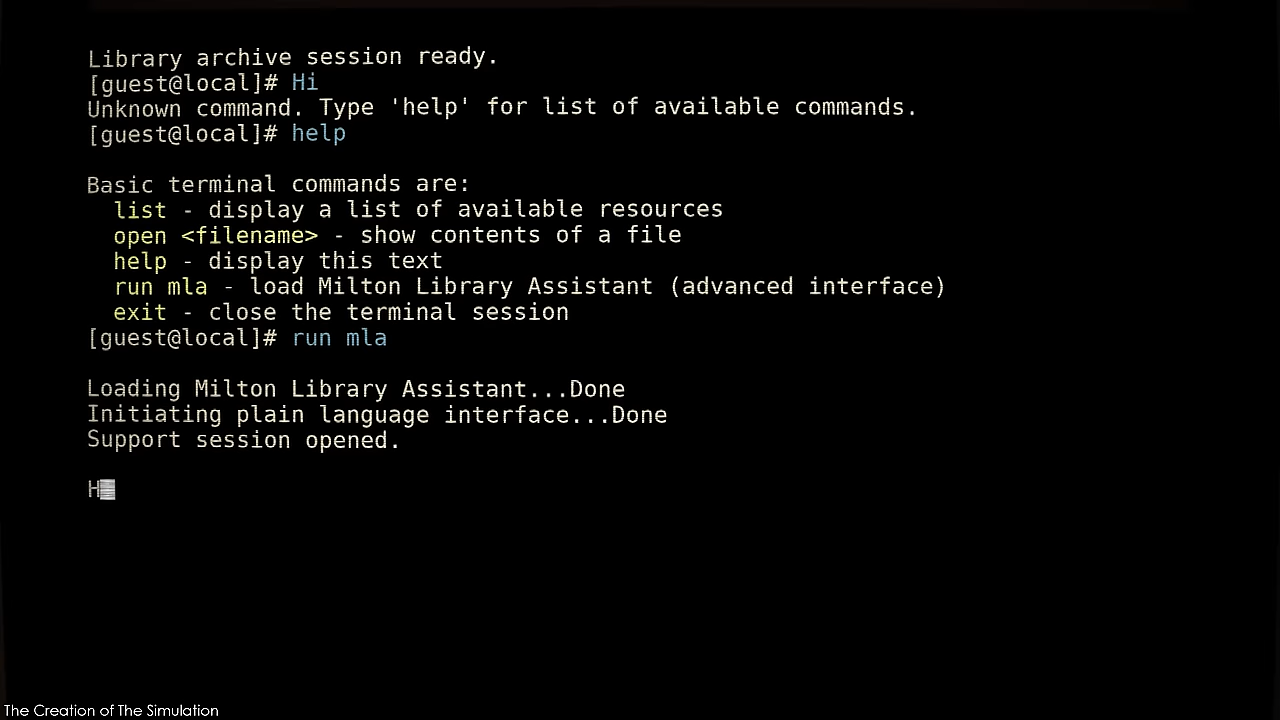 Library archive session ready.
[guest@local]# Hi
Unknown command. Type 'help' for list of available commands.
[guest@local]# help
Basic terminal commands are:
list - display a list of available resources
open <filename> - show contents of a file
help - display this text
run mla - load Milton Library Assistant (advanced interface)
exit - close the terminal session
[guest@local]# run mla
Loading Milton Library Assistant...Done
Initiating plain language interface...Done
Support session opened.
H
The Creation of The Simulation